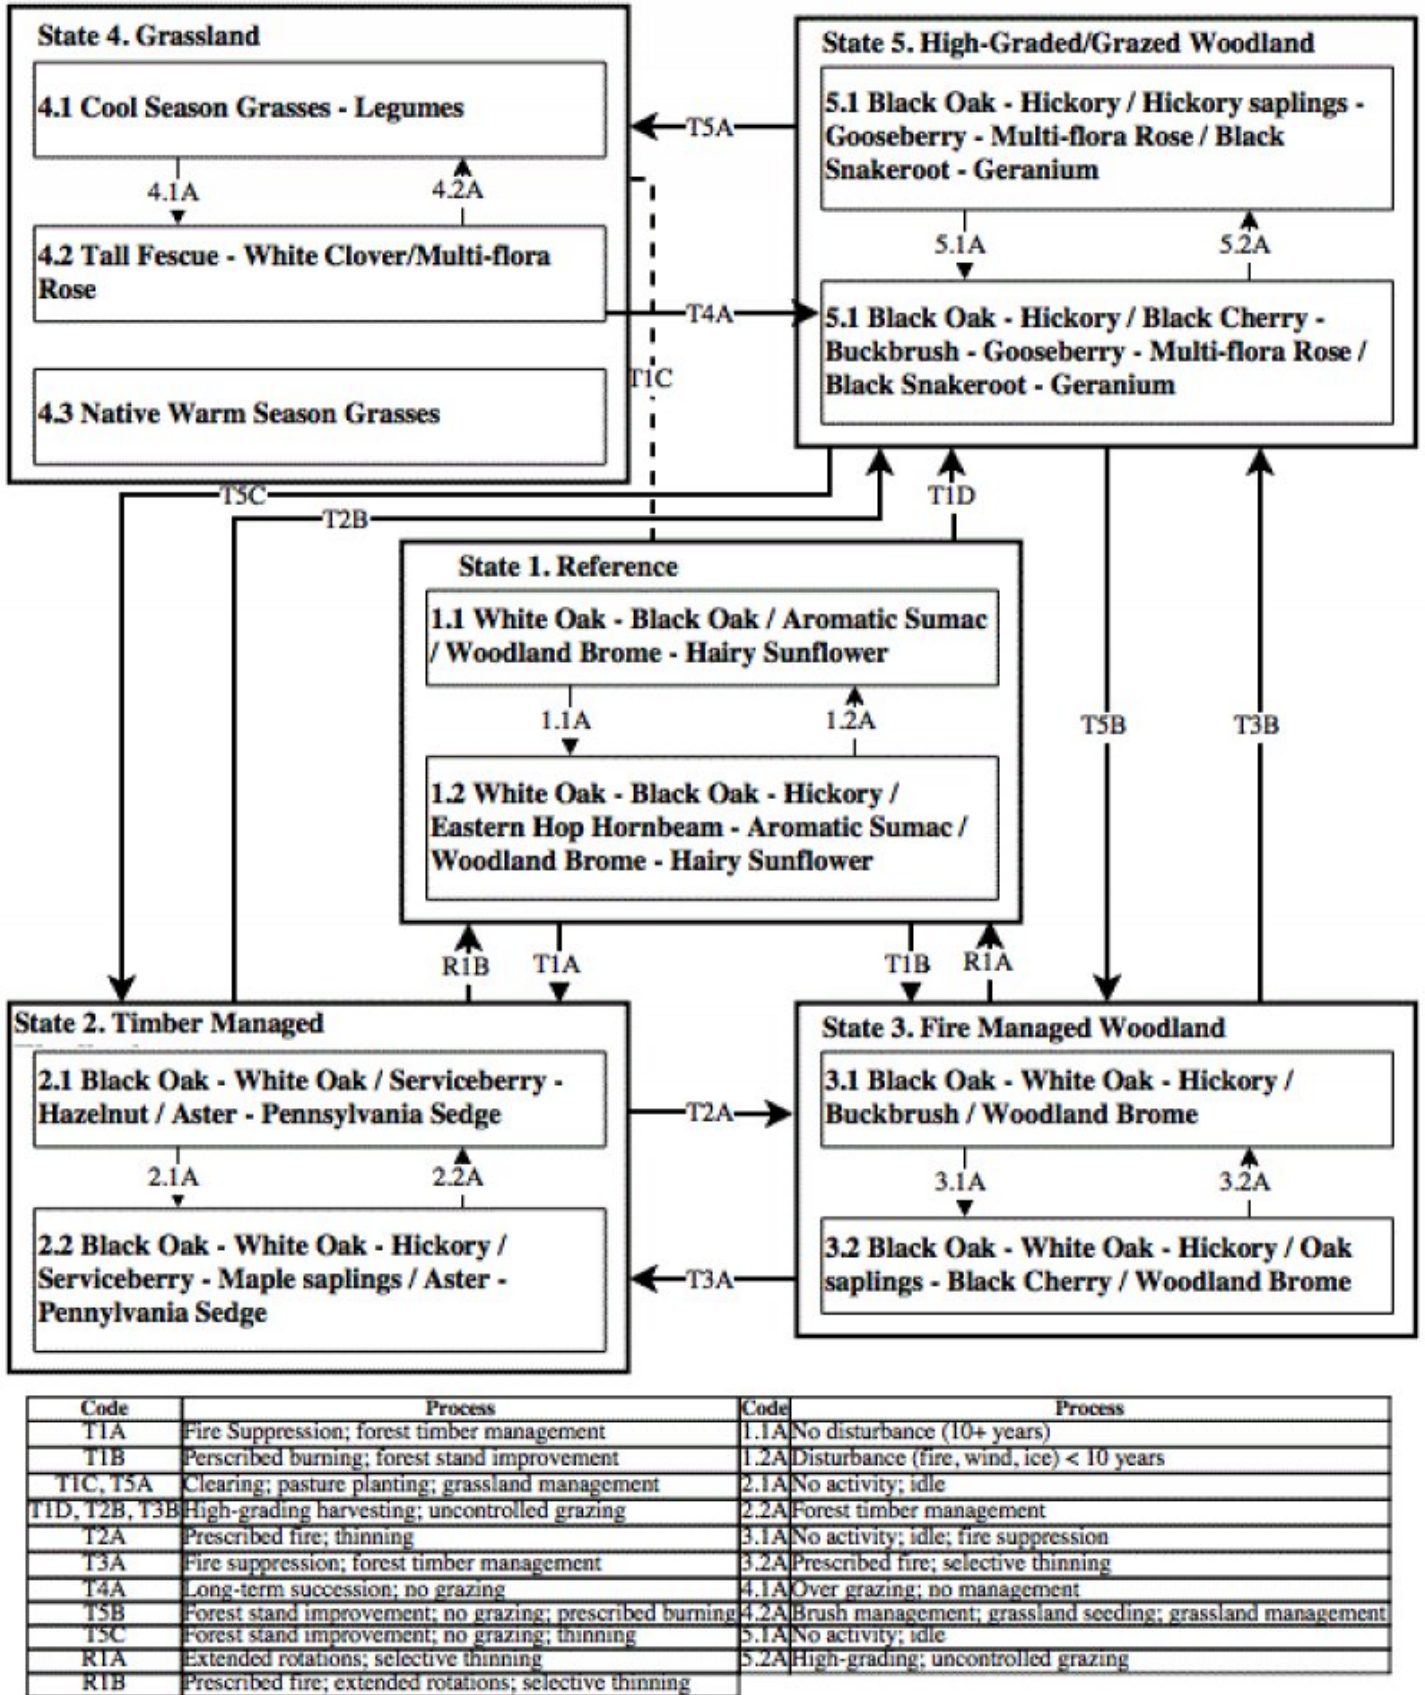 State 4. Grassland
4.1 Cool Season Grasses - Legumes
4.1A
4.2A
4.2 Tall Fescue - White Clover/Multi-flora
Rose
4.3 Native Warm Season Grasses
T5A
T4A
T1C
State 5. High-Graded/Grazed Woodland
5.1 Black Oak - Hickory / Hickory saplings -
Gooseberry - Multi-flora Rose / Black
Snakeroot - Geranium
5.1A
5.2A
5.1 Black Oak - Hickory / Black Cherry -
Buckbrush - Gooseberry - Multi-flora Rose /
Black Snakeroot - Geranium
T5C
T2B
T1D
State 1. Reference
1.1 White Oak - Black Oak / Aromatic Sumac
/ Woodland Brome - Hairy Sunflower
1.1A
1.2A
1.2 White Oak - Black Oak - Hickory /
Eastern Hop Hornbeam - Aromatic Sumac /
Woodland Brome - Hairy Sunflower
T5B
T3B
R1B
T1A
T1B
R1A
State 2. Timber Managed
2.1 Black Oak - White Oak / Serviceberry -
Hazelnut / Aster - Pennsylvania Sedge
2.1A
2.2A
2.2 Black Oak - White Oak - Hickory /
Serviceberry - Maple saplings / Aster -
Pennylvania Sedge
T2A
T3A
State 3. Fire Managed Woodland
3.1 Black Oak - White Oak - Hickory /
Buckbrush / Woodland Brome
3.1A
3.2A
3.2 Black Oak - White Oak - Hickory / Oak
saplings - Black Cherry / Woodland Brome
Code Process Code Process
T1A Fire Suppression; forest timber management 1.1A No disturbance (10+ years)
T1B Perscribed burning; forest stand improvement 1.2A Disturbance (fire, wind, ice) < 10 years
T1C, T5A Clearing; pasture planting; grassland management 2.1A No activity; idle
T1D, T2B, T3B High-grading harvesting; uncontrolled grazing 2.2A Forest timber management
T2A Prescribed fire; thinning 3.1A No activity; idle; fire suppression
T3A Fire suppression; forest timber management 3.2A Prescribed fire; selective thinning
T4A Long-term succession; no grazing 4.1A Over grazing; no management
T5B Forest stand improvement; no grazing; prescribed burning 4.2A Brush management; grassland seeding; grassland management
T5C Forest stand improvement; no grazing; thinning 5.1A No activity; idle
R1A Extended rotations; selective thinning 5.2A High-grading; uncontrolled grazing
R1B Prescribed fire; extended rotations; selective thinning